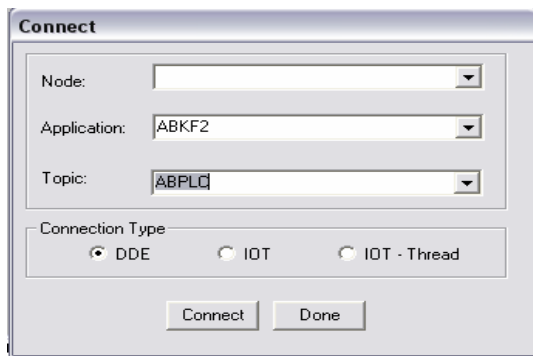 Connect
Node:
Application: ABKF2
Topic: ABPLC
Connection Type
DDE IOT IOT - Thread
Connect Done